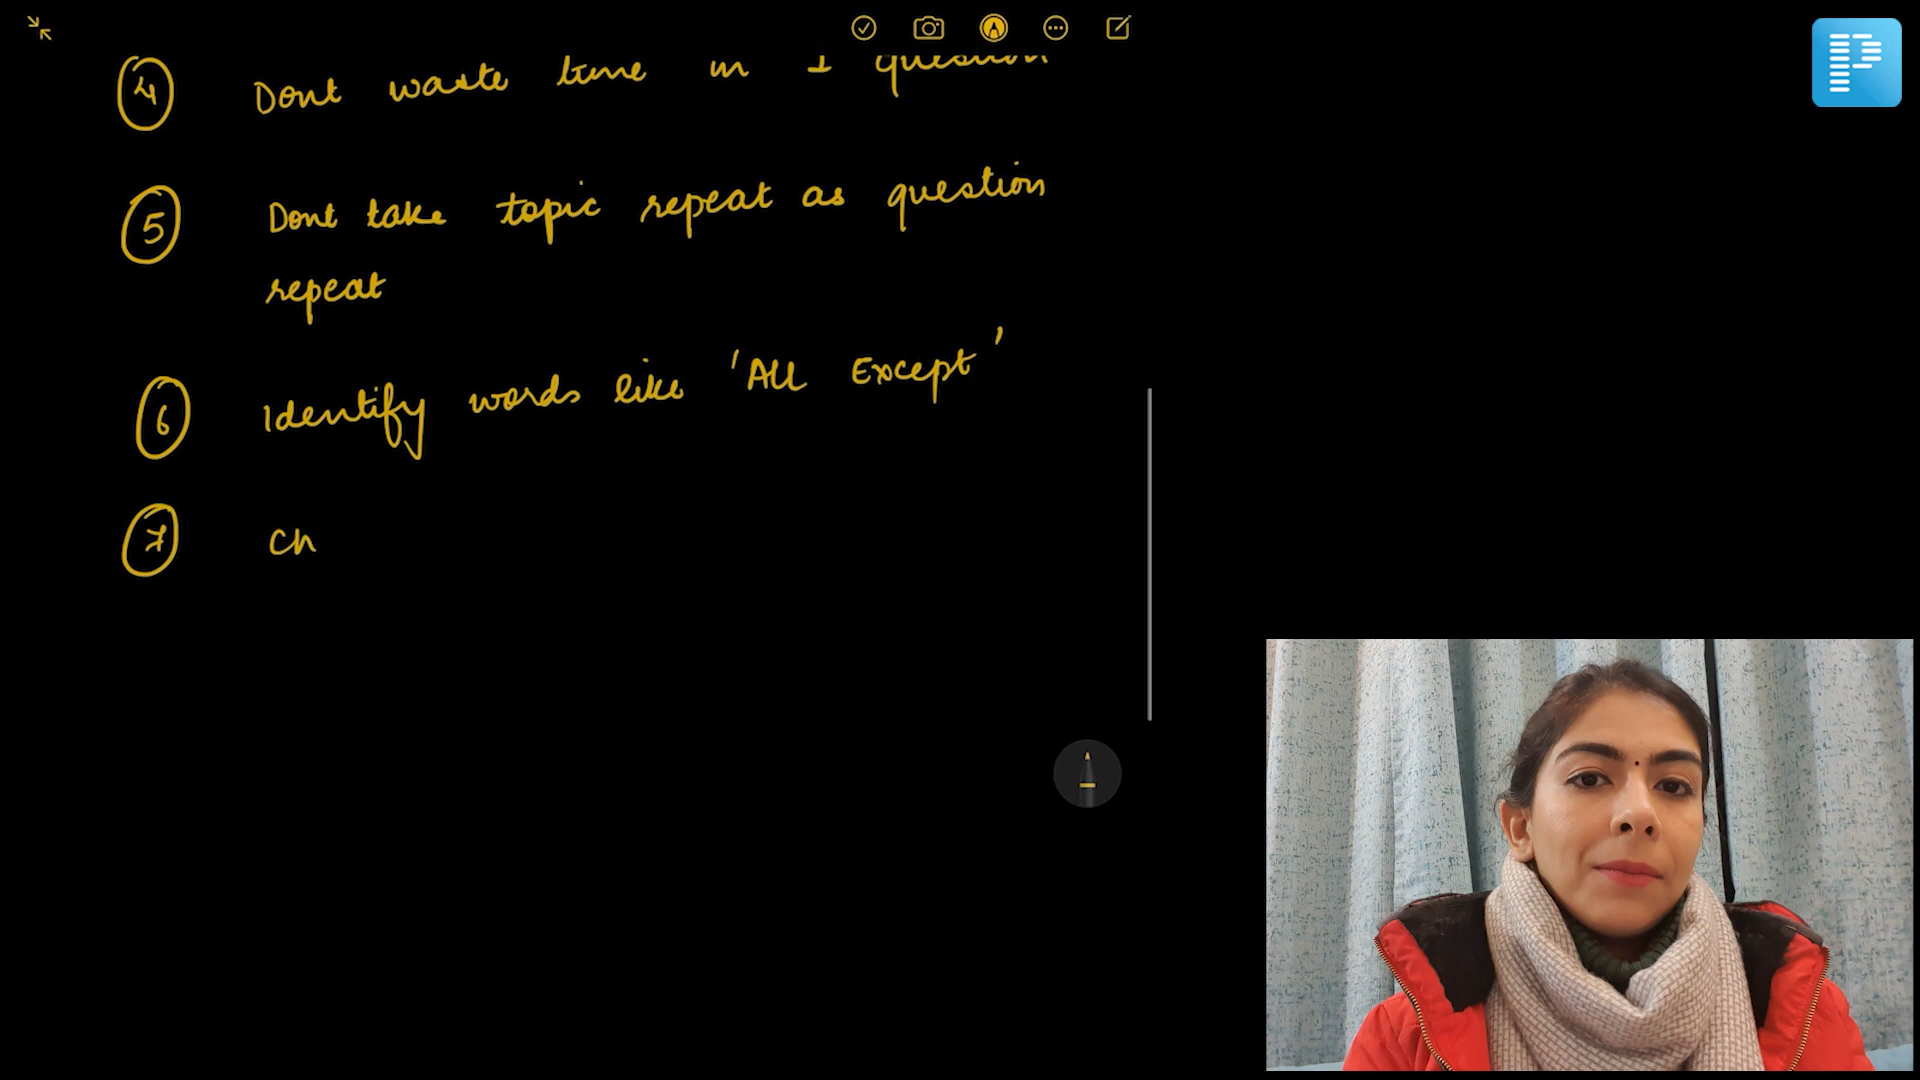 4 Dont waste time in 1 question
5 Dont take topic repeat as question
repeat
6 Identify words like 'All Except'
7 Ch
P